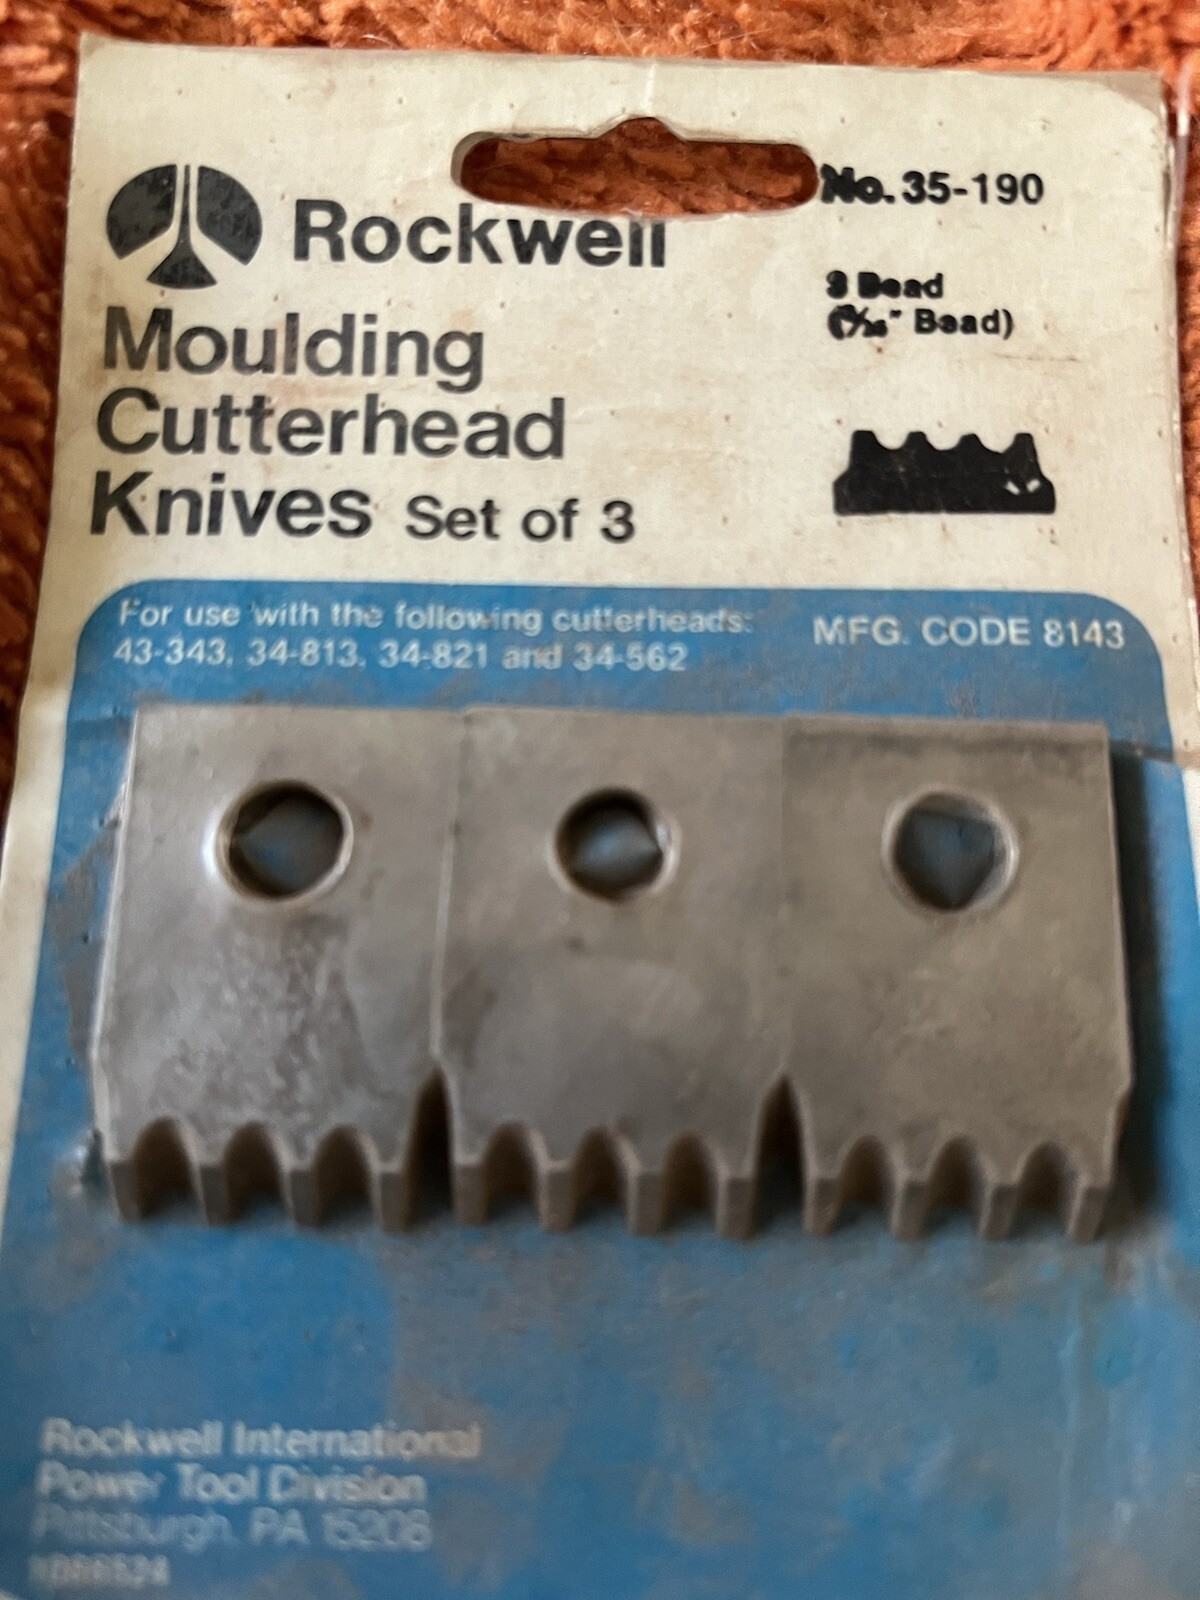 Rockwell
No. 35-190
Moulding
Cutterhead
Knives Set of 3
3 Bead
Bead)
For use with the following cutterheads:
43-343, 34-813, 34-821 and 34-562
MFG. CODE 8143
Rockwell International
Power Tool Division
Pittsburgh, PA 15208